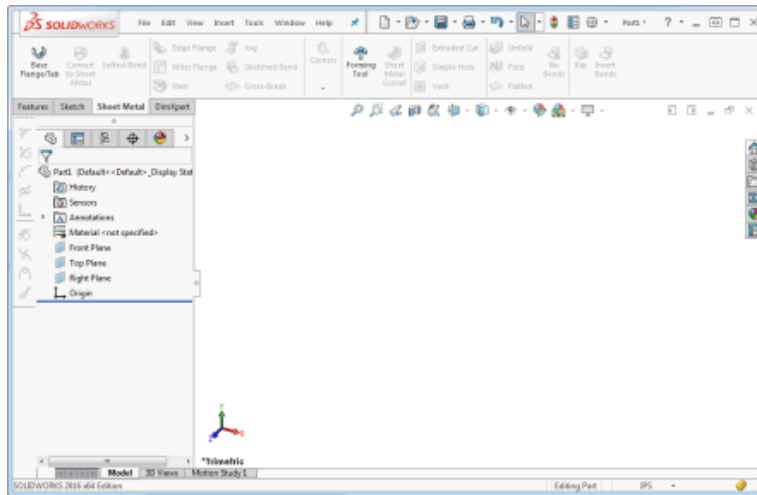 SOLIDWORKS File Edit View Insert Tools Window Help Part1 * ?
Base Flange/Tab
Convert to Sheet Metal
Lofted-Bend
Edge Flange
Miter Flange
Hem
Jog
Sketched Bend
Cross-Break
Corners
Forming Tool
Sheet Metal Gusset
Extruded Cut
Simple Hole
Vent
Unfold
Fold
Flatten
No Bends
Rip
Insert Bends
Features Sketch Sheet Metal DimXpert
Part1 (Default<<Default>_Display Stat
History
Sensors
Annotations
Material <not specified>
Front Plane
Top Plane
Right Plane
Origin
*Trimetric
Model 3D Views Motion Study 1
SOLIDWORKS 2016 x64 Edition Editing Part IPS